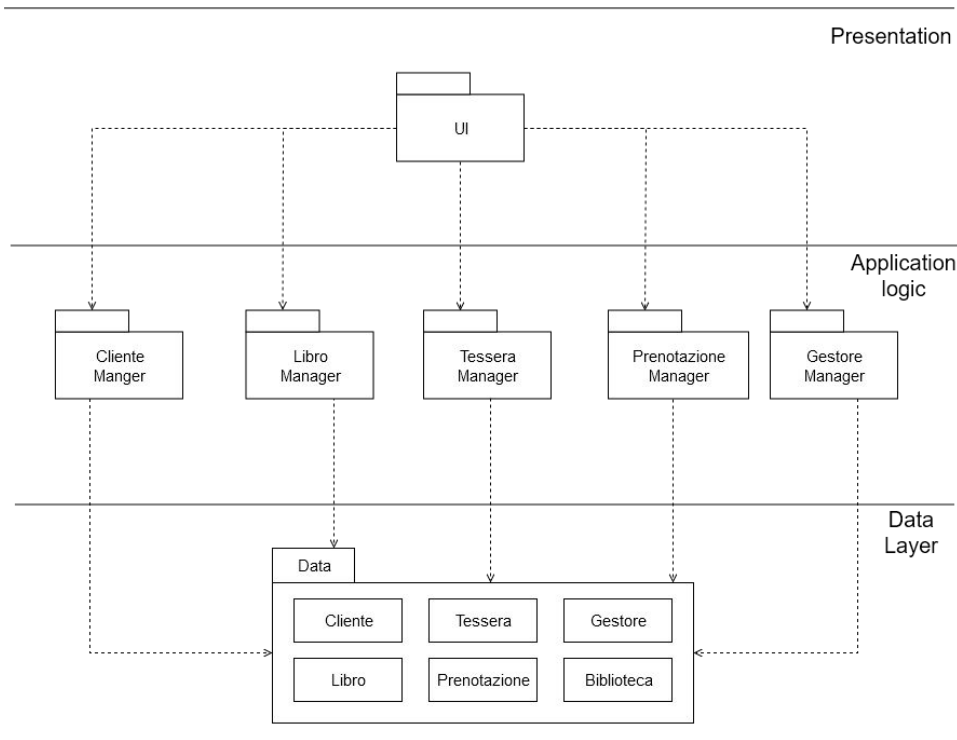 Presentation
UI
Application
logic
Cliente
Manger
Libro
Manager
Tessera
Manager
Prenotazione
Manager
Gestore
Manager
Data
Layer
Data
Cliente
Tessera
Gestore
Libro
Prenotazione
Biblioteca